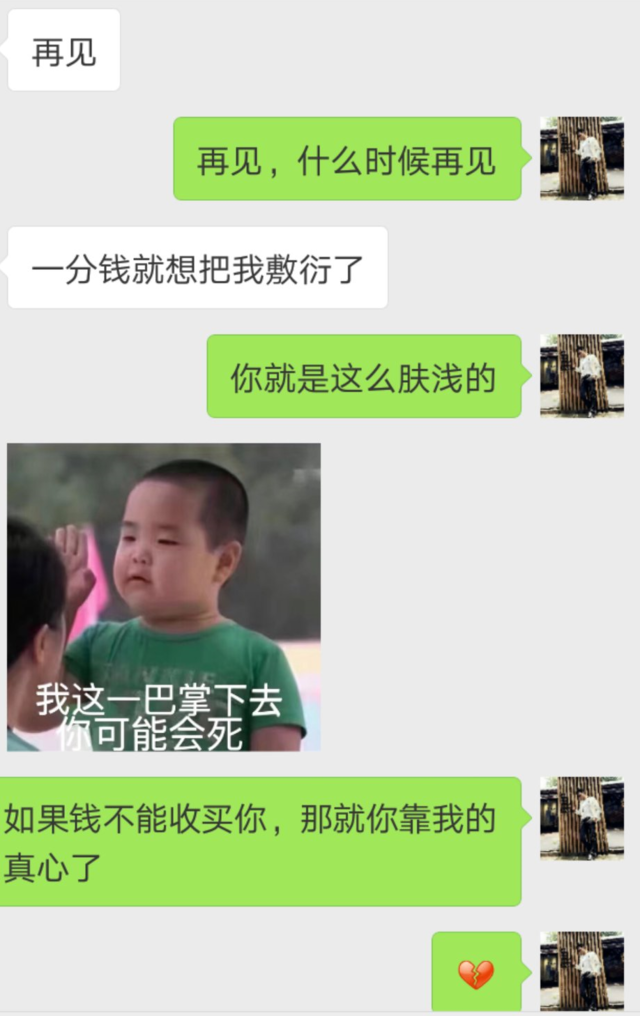 再见
再见，什么时候再见
一分钱就想把我敷衍了
你就是这么肤浅的
我这一巴掌下去
你可能会死
如果钱不能收买你，那就你靠我的
真心了